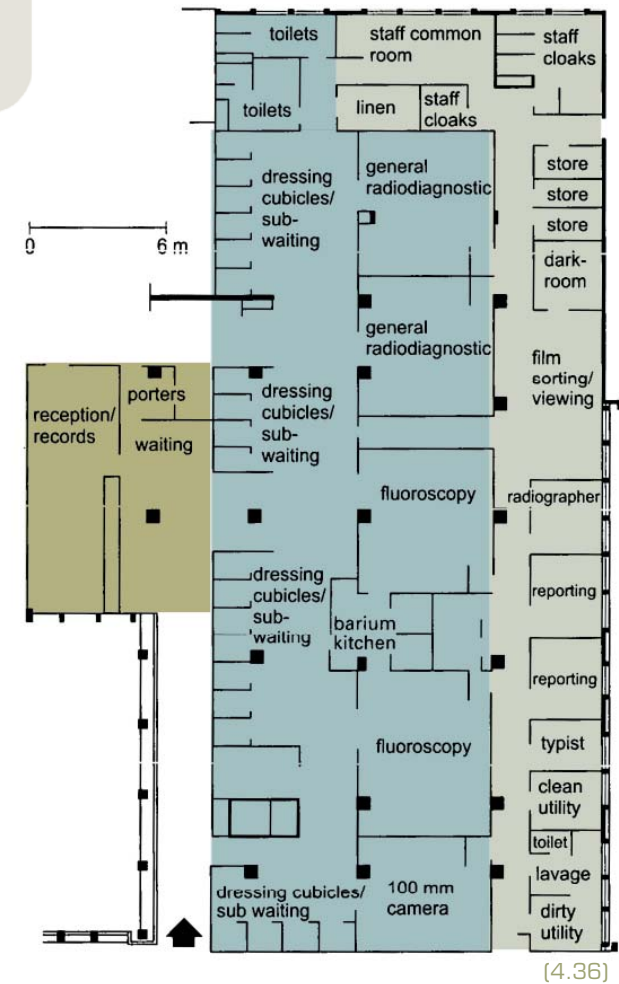 toilets
staff common
room
staff
cloaks
toilets
linen
staff
cloaks
dressing
cubicles/
sub-
waiting
general
radiodiagnostic
store
store
store
dark-
room
0
6 m
general
radiodiagnostic
film
sorting/
viewing
reception/
records
porters
waiting
dressing
cubicles/
sub-
waiting
fluoroscopy
radiographer
dressing
cubicles/
sub-
waiting
barium
kitchen
reporting
reporting
fluoroscopy
typist
clean
utility
toilet
lavage
dirty
utility
dressing cubicles/
sub waiting
100 mm
camera
(4.36)